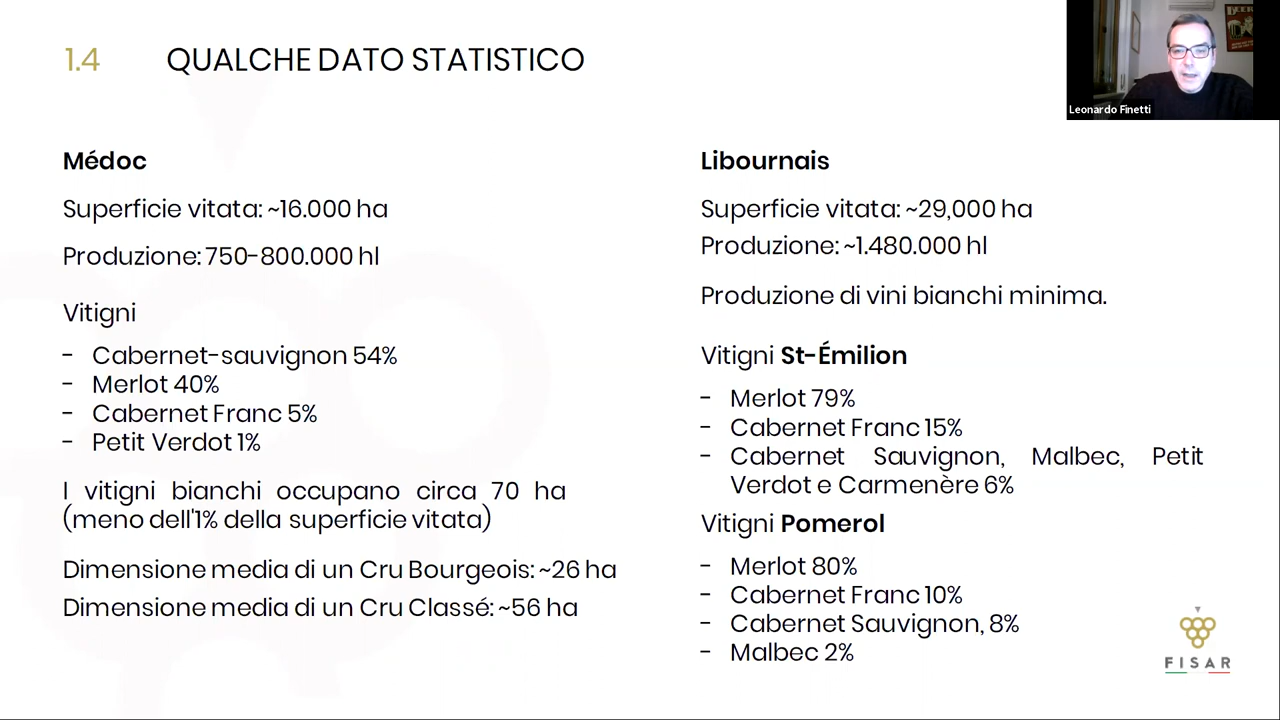 1.4 QUALCHE DATO STATISTICO
Leonardo Finetti
Médoc
Superficie vitata: ~16.000 ha
Produzione: 750-800.000 hl
Vitigni
- Cabernet-sauvignon 54%
- Merlot 40%
- Cabernet Franc 5%
- Petit Verdot 1%
I vitigni bianchi occupano circa 70 ha
(meno dell'1% della superficie vitata)
Dimensione media di un Cru Bourgeois: ~26 ha
Dimensione media di un Cru Classé: ~56 ha
Libournais
Superficie vitata: ~29,000 ha
Produzione: ~1.480.000 hl
Produzione di vini bianchi minima.
Vitigni St-Émilion
- Merlot 79%
- Cabernet Franc 15%
- Cabernet Sauvignon, Malbec, Petit
Verdot e Carmenère 6%
Vitigni Pomerol
- Merlot 80%
- Cabernet Franc 10%
- Cabernet Sauvignon, 8%
- Malbec 2%
FISAR